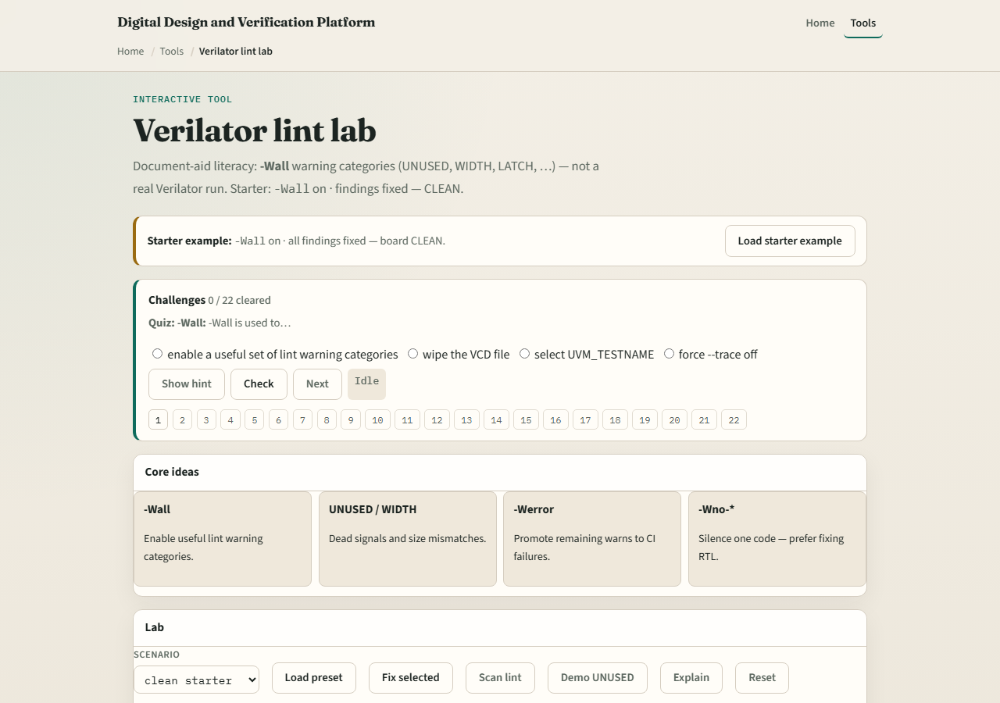 Digital Design and Verification Platform
Home Tools
Home / Tools / Verilator lint lab
INTERACTIVE TOOL
Verilator lint lab
Document-aid literacy: -Wall warning categories (UNUSED, WIDTH, LATCH, …) — not a
real Verilator run. Starter: -Wall on · findings fixed — CLEAN.
Starter example: -Wall on · all findings fixed — board CLEAN.
Load starter example
Challenges 0 / 22 cleared
Quiz: -Wall: -Wall is used to…
enable a useful set of lint warning categories wipe the VCD file select UVM_TESTNAME force --trace off
Show hint Check Next Idle
1 2 3 4 5 6 7 8 9 10 11 12 13 14 15 16 17 18 19 20 21 22
Core ideas
-Wall
Enable useful lint warning
categories.
UNUSED / WIDTH
Dead signals and size mismatches.
-Werror
Promote remaining warns to CI
failures.
-Wno-*
Silence one code — prefer fixing
RTL.
Lab
SCENARIO
clean starter Load preset Fix selected Scan lint Demo UNUSED Explain Reset